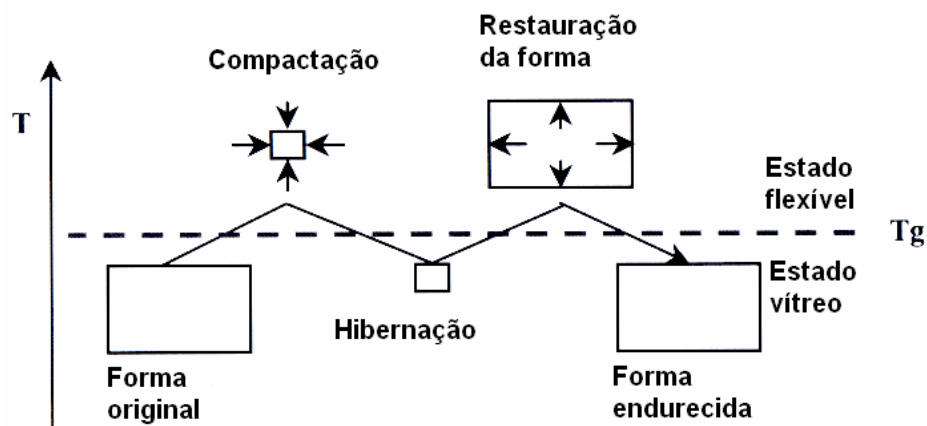 Restauração
da forma
Compactação
T
Estado
flexível
Tg
Estado
vítreo
Hibernação
Forma
original
Forma
endurecida